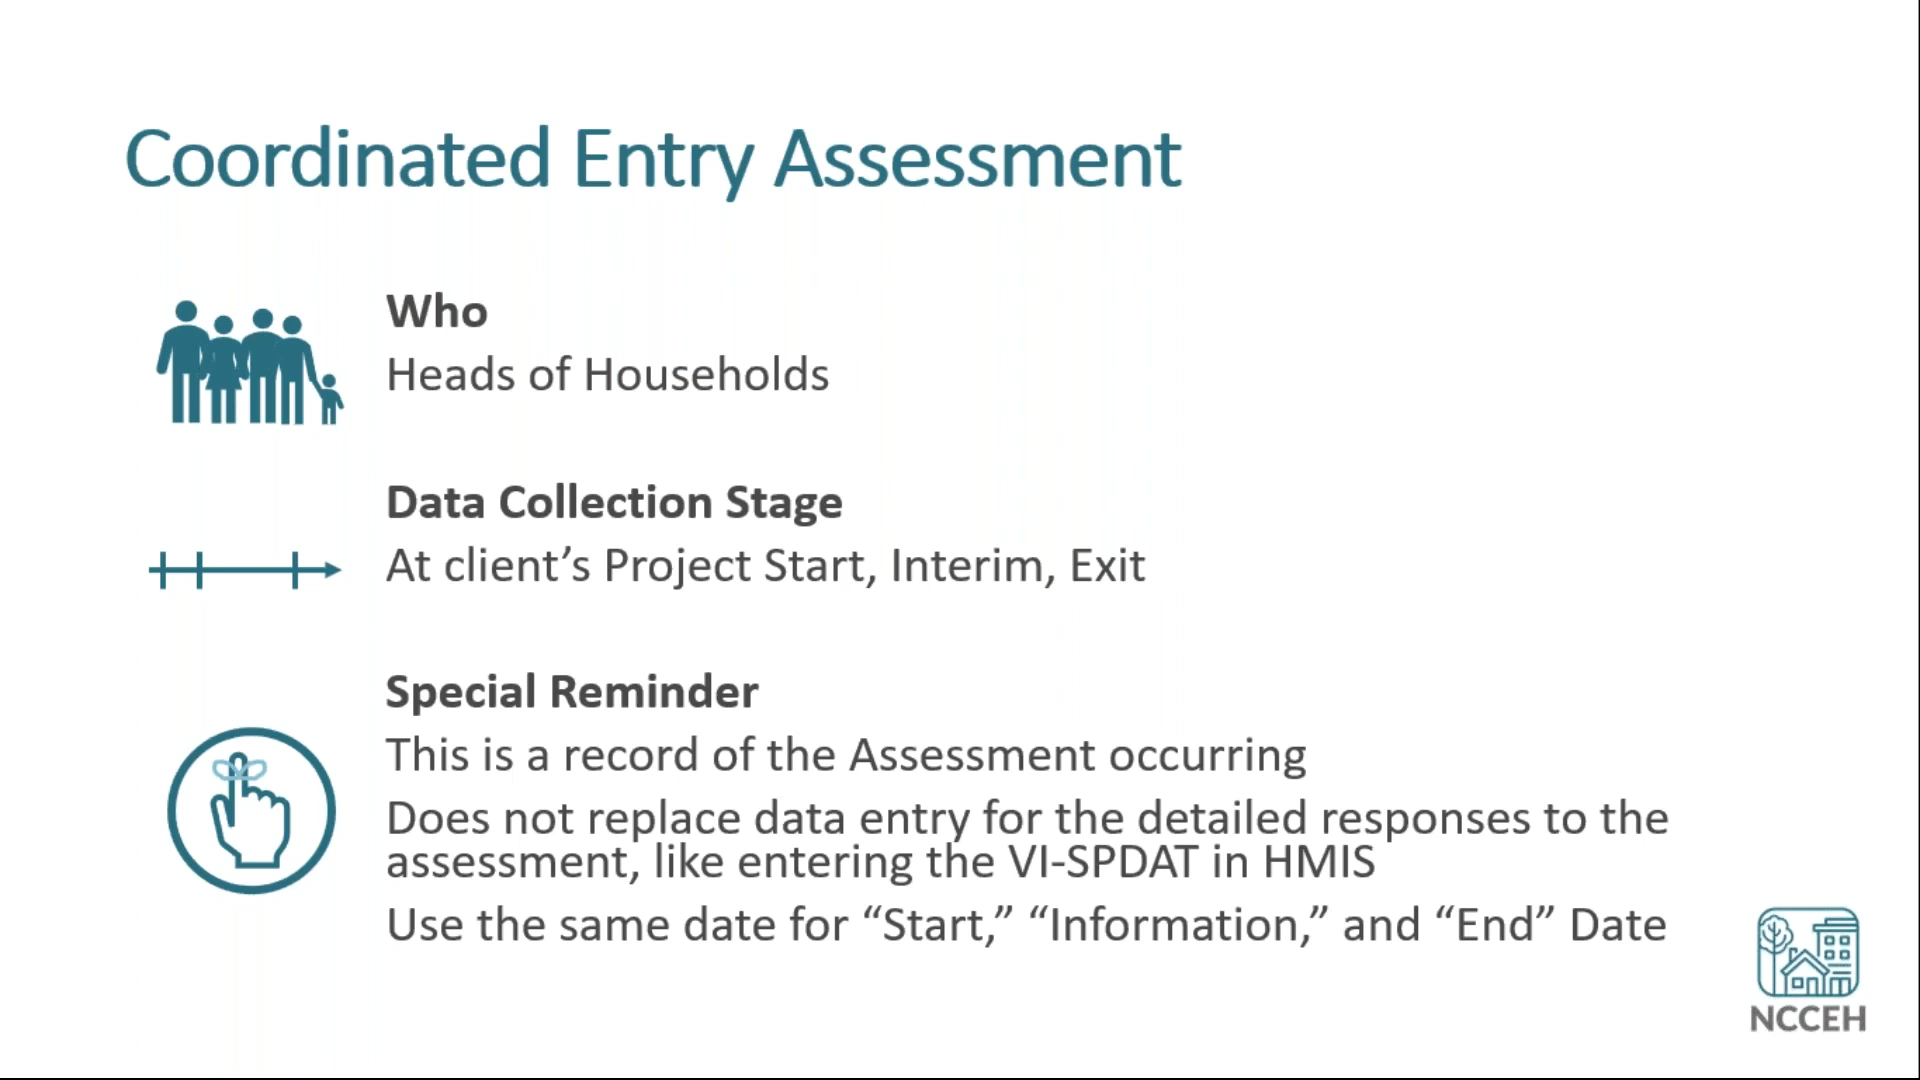 Coordinated Entry Assessment
Who
Heads of Households
Data Collection Stage
At client’s Project Start, Interim, Exit
Special Reminder
This is a record of the Assessment occurring
Does not replace data entry for the detailed responses to the
assessment, like entering the VI-SPDAT in HMIS
Use the same date for “Start,” “Information,” and “End” Date
NCCEH